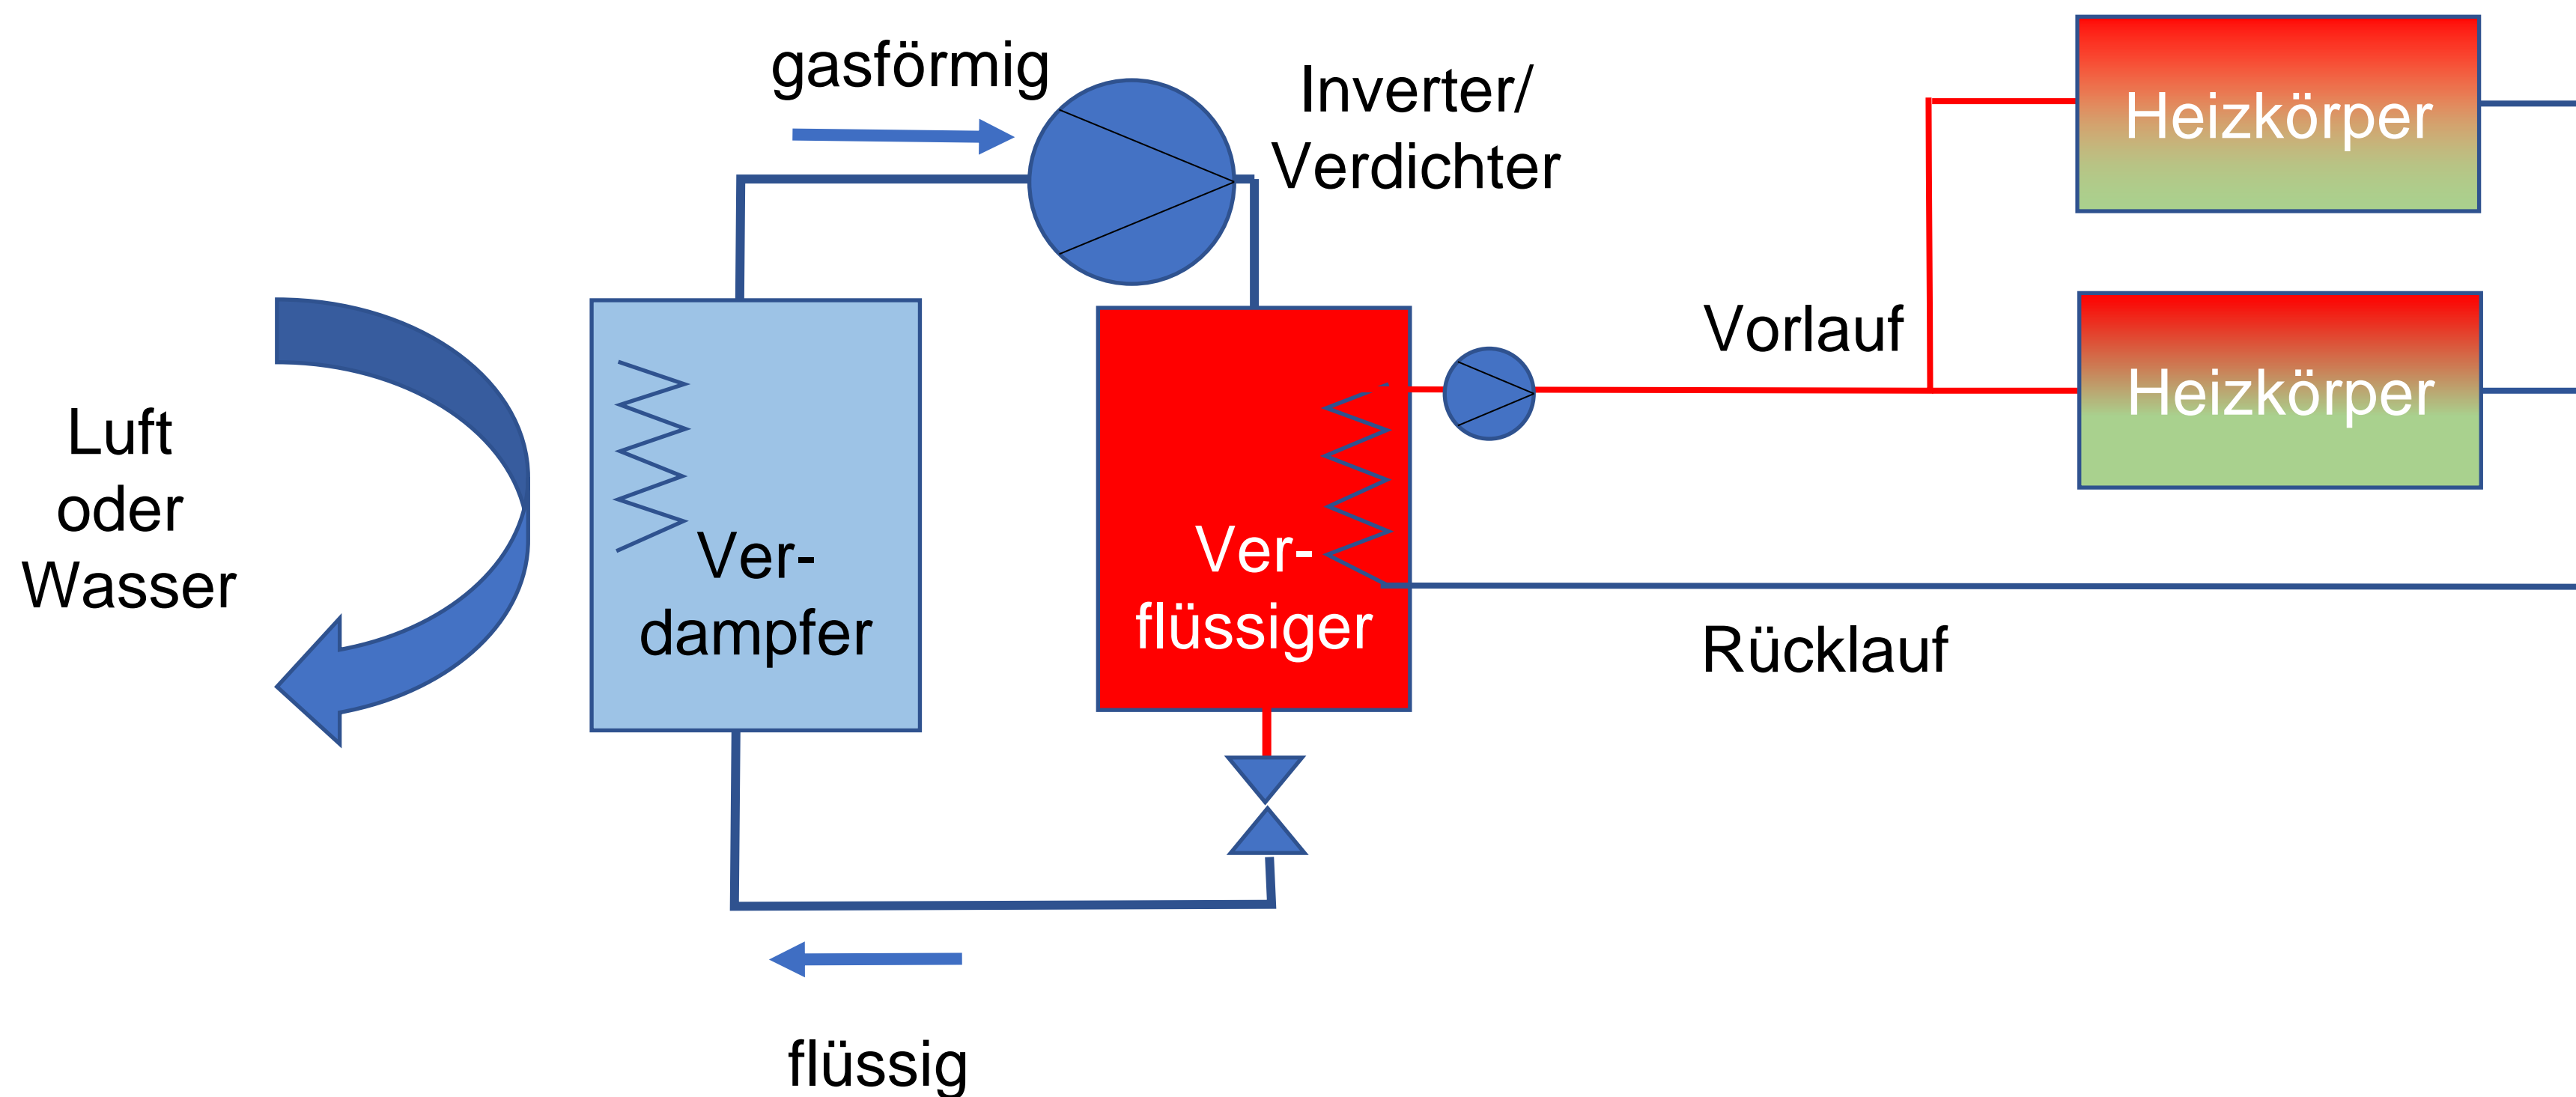 gasförmig
Inverter/
Verdichter
Heizkörper
Vorlauf
Heizkörper
Luft
oder
Wasser
Ver-
dampfer
Ver-
flüssiger
Rücklauf
flüssig